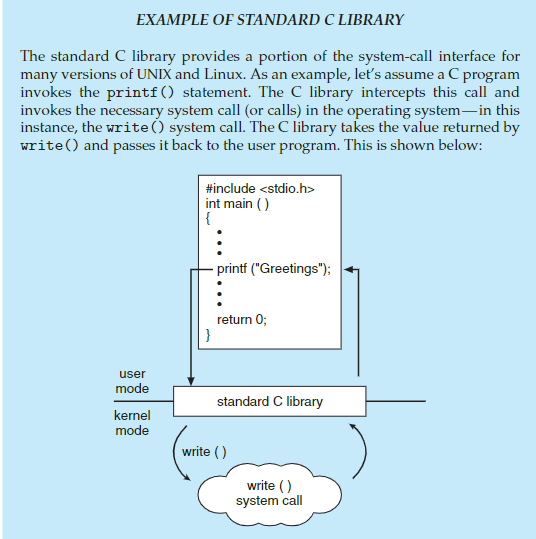 EXAMPLE OF STANDARD C LIBRARY
The standard C library provides a portion of the system-call interface for
many versions of UNIX and Linux. As an example, let's assume a C program
invokes the printf() statement. The C library intercepts this call and
invokes the necessary system call (or calls) in the operating system—in this
instance, the write() system call. The C library takes the value returned by
write() and passes it back to the user program. This is shown below:
#include <stdio.h>
int main ( )
{
•
•
•
printf ("Greetings");
•
•
•
return 0;
}
user
mode
standard C library
kernel
mode
write ( )
write ( )
system call